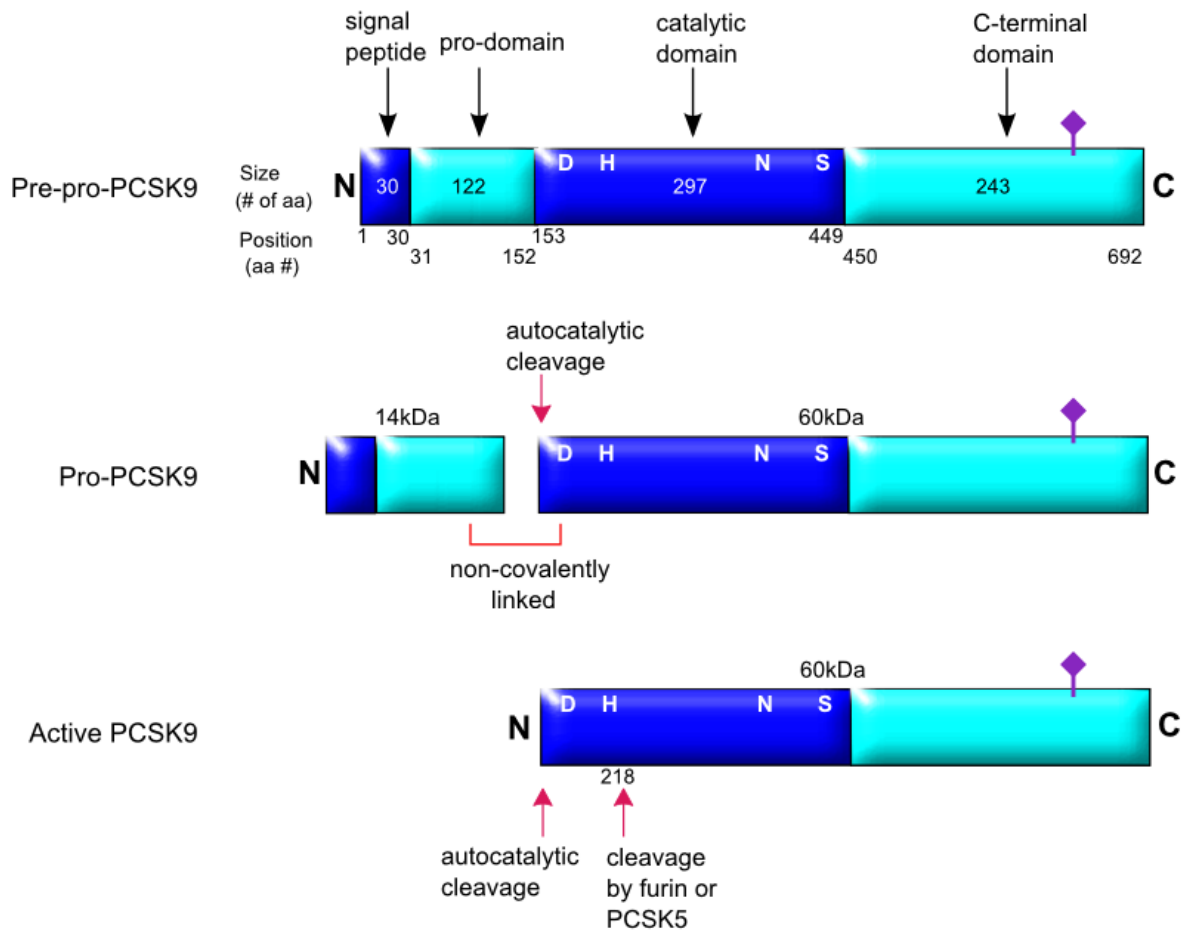 signal
peptide
pro-domain
catalytic
domain
C-terminal
domain
Pre-pro-PCSK9
Size
(# of aa)
N
30
122
D H N S
297
243
C
Position
(aa #)
1 30
31
152
153
449
450
692
autocatalytic
cleavage
14kDa
60kDa
Pro-PCSK9
N
D H N S
C
non-covalently
linked
60kDa
Active PCSK9
N
D H N S
C
218
autocatalytic
cleavage
cleavage
by furin or
PCSK5